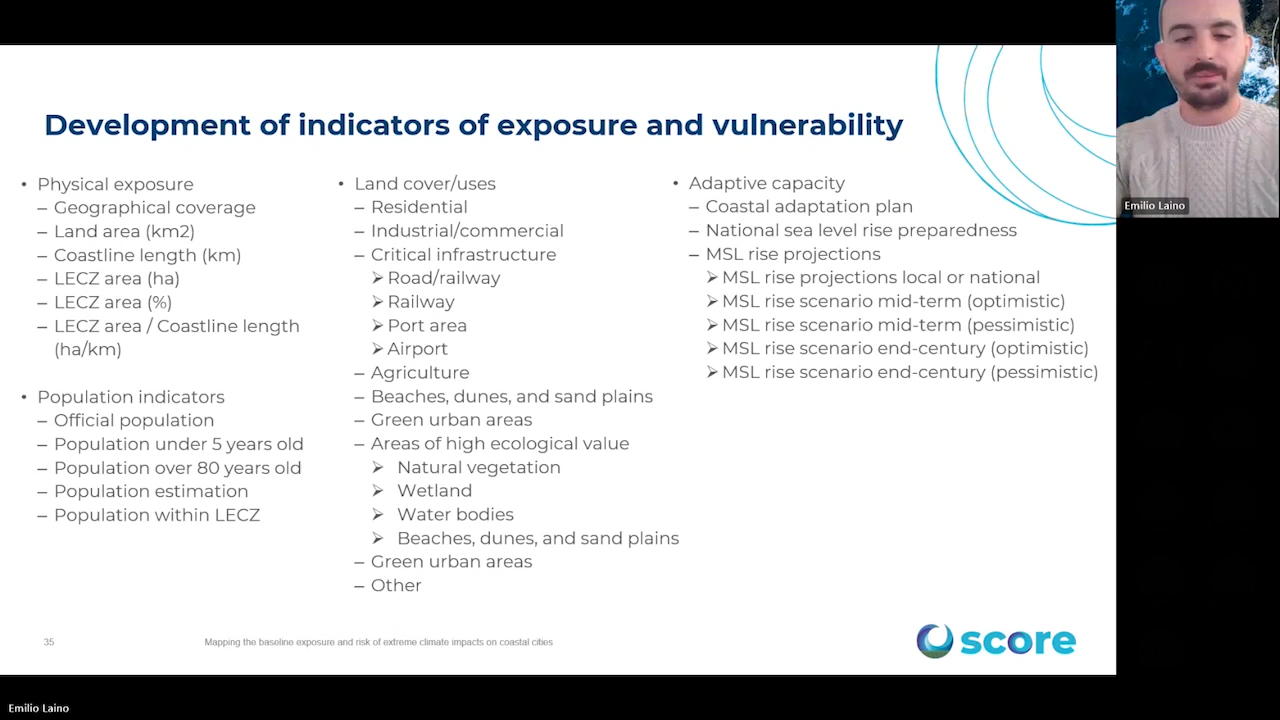 Development of indicators of exposure and vulnerability
• Physical exposure
– Geographical coverage
– Land area (km2)
– Coastline length (km)
– LECZ area (ha)
– LECZ area (%)
– LECZ area / Coastline length
(ha/km)
• Population indicators
– Official population
– Population under 5 years old
– Population over 80 years old
– Population estimation
– Population within LECZ
• Land cover/uses
– Residential
– Industrial/commercial
– Critical infrastructure
➢ Road/railway
➢ Railway
➢ Port area
➢ Airport
– Agriculture
– Beaches, dunes, and sand plains
– Green urban areas
– Areas of high ecological value
➢ Natural vegetation
➢ Wetland
➢ Water bodies
➢ Beaches, dunes, and sand plains
– Green urban areas
– Other
• Adaptive capacity
– Coastal adaptation plan
– National sea level rise preparedness
– MSL rise projections
➢ MSL rise projections local or national
➢ MSL rise scenario mid-term (optimistic)
➢ MSL rise scenario mid-term (pessimistic)
➢ MSL rise scenario end-century (optimistic)
➢ MSL rise scenario end-century (pessimistic)
35
Mapping the baseline exposure and risk of extreme climate impacts on coastal cities
score
Emilio Laino
Emilio Laino